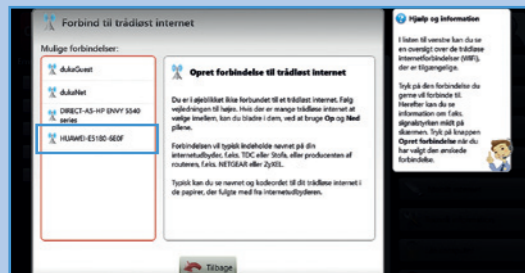 Forbind til trådløst internet
Mulige forbindelser:
dukaGuest
dukaNet
DIRECT-A5-HP ENVY 5540
series
HUAWEI-E5180-6E0F
Opret forbindelse til trådløst internet
Du er i øjeblikket ikke forbundet til et trådløst internet. Følg
vejledningen til højre. Hvis der er mange trådløse internet at
vælge imellem, kan du bladre i dem, ved at bruge Op og Ned
pilene.
Forbindelsen vil typisk indeholde navnet på din
internetudbyder, f.eks. TDC eller Stofa, eller producenten af
routeren, f.eks. NETGEAR eller ZyXEL.
Typisk kan du se navnet og kodeordet til dit trådløse internet i
de papirer, der fulgte med fra internetudbyderen.
Tilbage
Hjælp og information
I listen til venstre kan du se
en oversigt over de trådløse
internetforbindelser (WIFI),
der er tilgængelige.
Tryk på den forbindelse du
gerne vil forbinde til.
Herefter kan du se
information om f.eks.
signalstyrken midt på
skærmen. Tryk på knappen
Opret forbindelse når du
har valgt den ønskede
forbindelse.